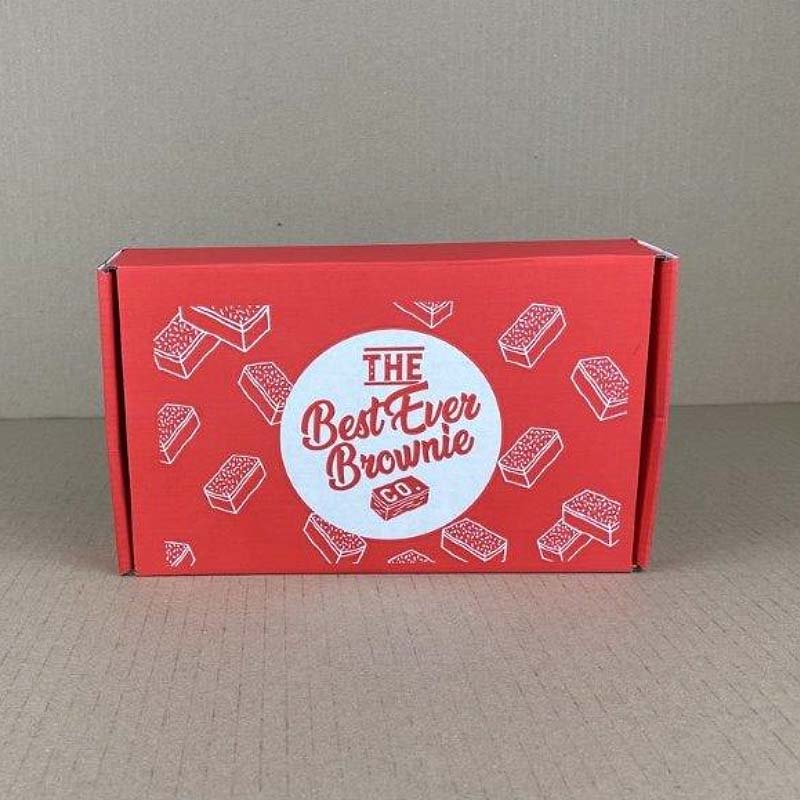 THE
Best Ever
Brownie
CO.